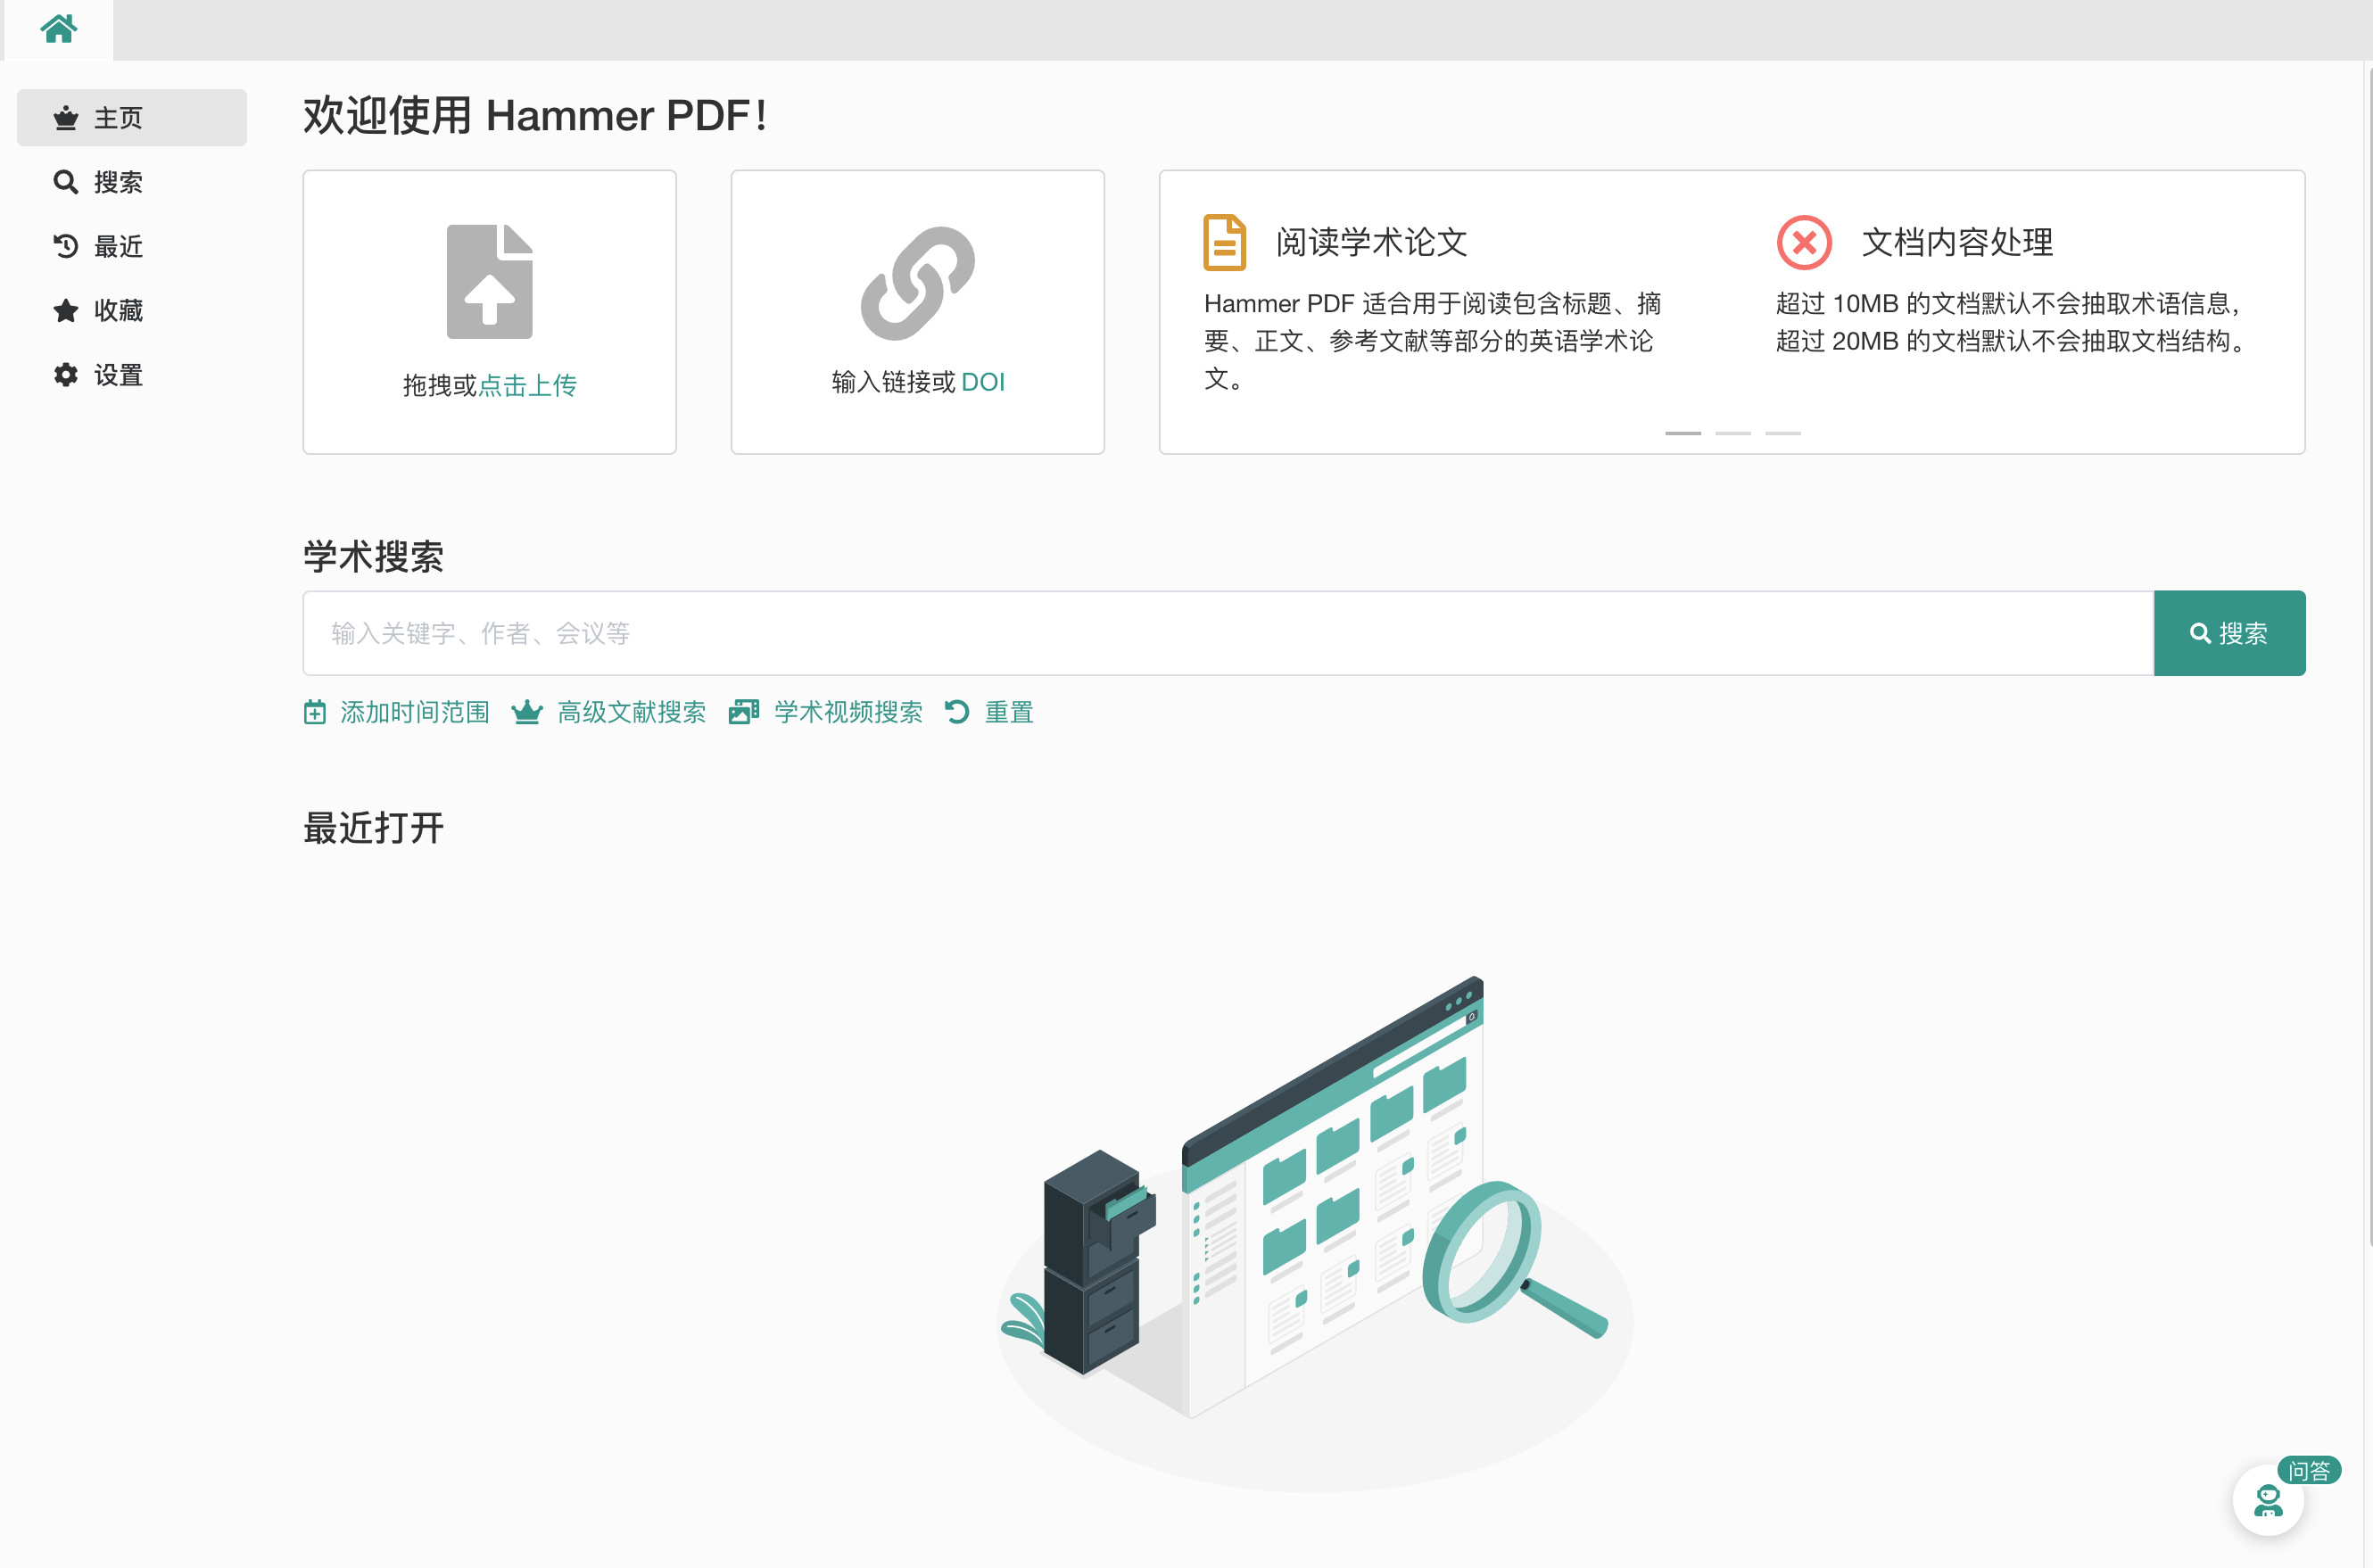 主页
搜索
最近
收藏
设置
欢迎使用 Hammer PDF！
拖拽或点击上传
输入链接或 DOI
阅读学术论文
Hammer PDF 适合用于阅读包含标题、摘
要、正文、参考文献等部分的英语学术论
文。
文档内容处理
超过 10MB 的文档默认不会抽取术语信息，
超过 20MB 的文档默认不会抽取文档结构。
学术搜索
输入关键字、作者、会议等
搜索
添加时间范围
高级文献搜索
学术视频搜索
重置
最近打开
问答